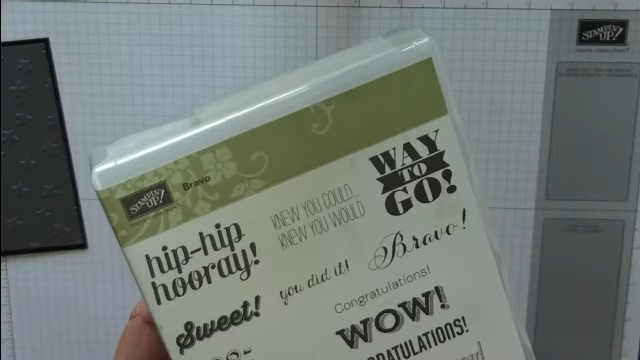 STAMPIN' UP!
STAMPIN' UP!
Bravo
WAY
TO
GO!
KNEW YOU COULD...
KNEW YOU WOULD
hip-hip
hooray!
Bravo!
you did it!
Sweet!
Congratulations!
WOW!